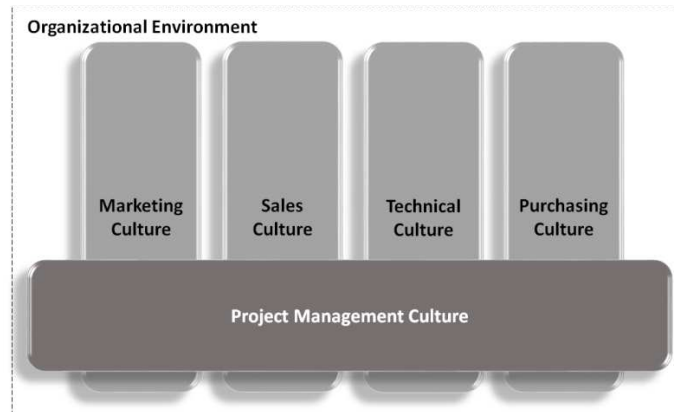 Organizational Environment
Marketing
Culture
Sales
Culture
Technical
Culture
Purchasing
Culture
Project Management Culture